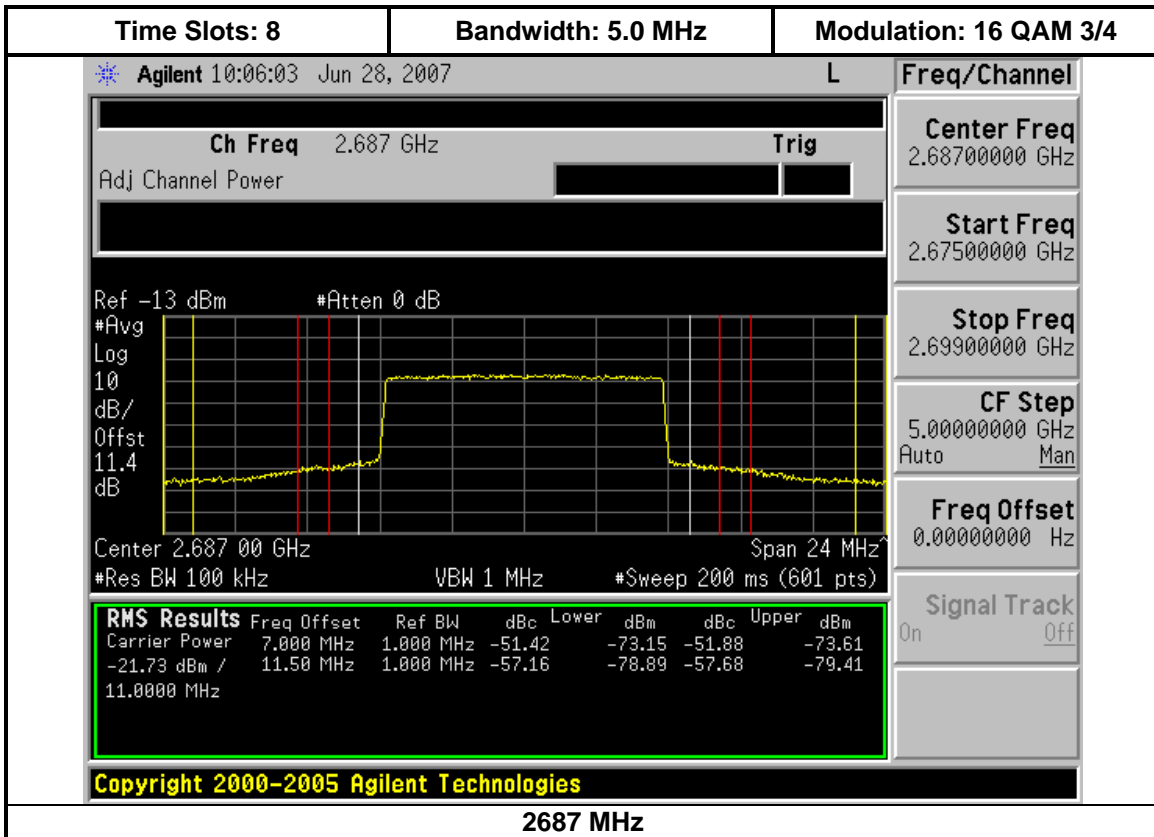 Time Slots: 8 Bandwidth: 5.0 MHz Modulation: 16 QAM 3/4
Agilent 10:06:03 Jun 28, 2007 L Freq/Channel
Ch Freq 2.687 GHz Trig
Adj Channel Power
Center Freq
2.68700000 GHz
Start Freq
2.67500000 GHz
Stop Freq
2.69900000 GHz
CF Step
5.00000000 GHz
Auto Man
Freq Offset
0.00000000 Hz
Signal Track
On Off
Ref -13 dBm #Atten 0 dB
#Avg
Log
10
dB/
Offst
11.4
dB
Center 2.687 00 GHz Span 24 MHz^
#Res BW 100 kHz VBW 1 MHz #Sweep 200 ms (601 pts)
RMS Results Freq Offset Ref BW dBc Lower dBm dBc Upper dBm
Carrier Power 7.000 MHz 1.000 MHz -51.42 -73.15 -51.88 -73.61
-21.73 dBm / 11.50 MHz 1.000 MHz -57.16 -78.89 -57.68 -79.41
11.0000 MHz
Copyright 2000-2005 Agilent Technologies
2687 MHz